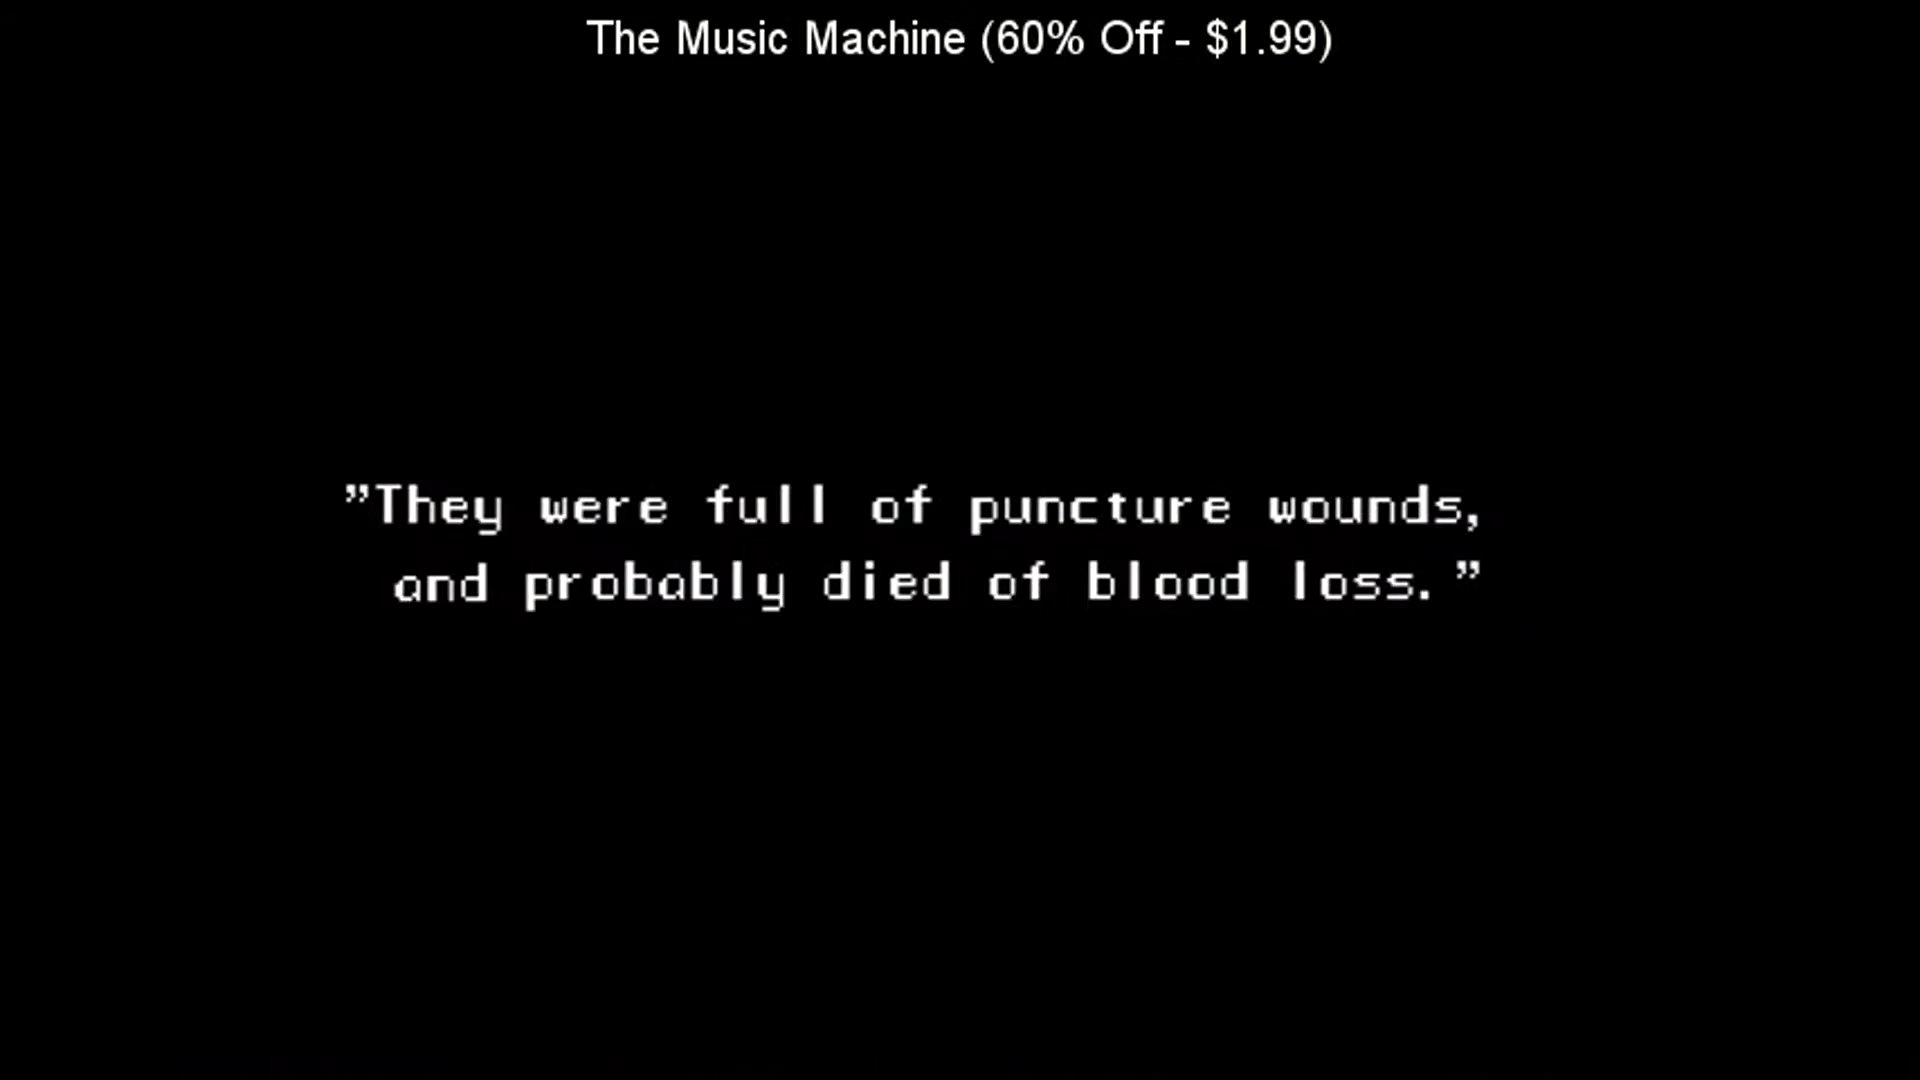 The Music Machine (60% Off - $1.99)
”They were full of puncture wounds,
and probably died of blood loss.”